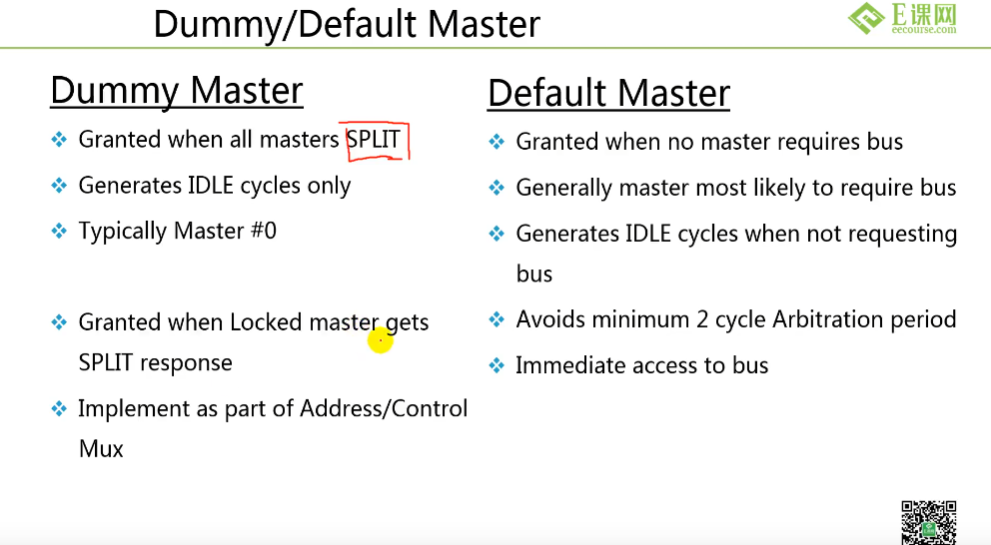 Dummy/Default Master
E课网
eecourse.com
Dummy Master
Granted when all masters SPLIT
Generates IDLE cycles only
Typically Master #0
Granted when Locked master gets
SPLIT response
Implement as part of Address/Control
Mux
Default Master
Granted when no master requires bus
Generally master most likely to require bus
Generates IDLE cycles when not requesting
bus
Avoids minimum 2 cycle Arbitration period
Immediate access to bus